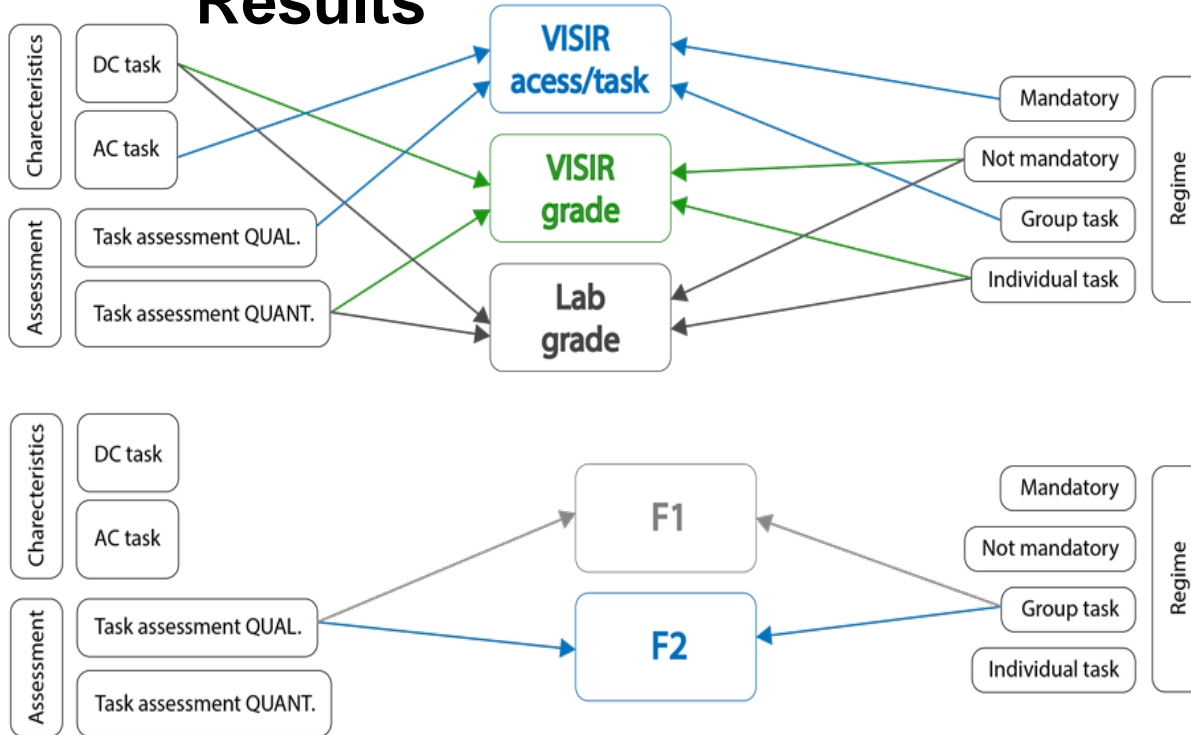 Results
Charecteristics
DC task
AC task
Assessment
Task assessment QUAL.
Task assessment QUANT.
VISIR
acess/task
VISIR
grade
Lab
grade
Mandatory
Not mandatory
Group task
Individual task
Regime
Charecteristics
DC task
AC task
Assessment
Task assessment QUAL.
Task assessment QUANT.
F1
F2
Mandatory
Not mandatory
Group task
Individual task
Regime